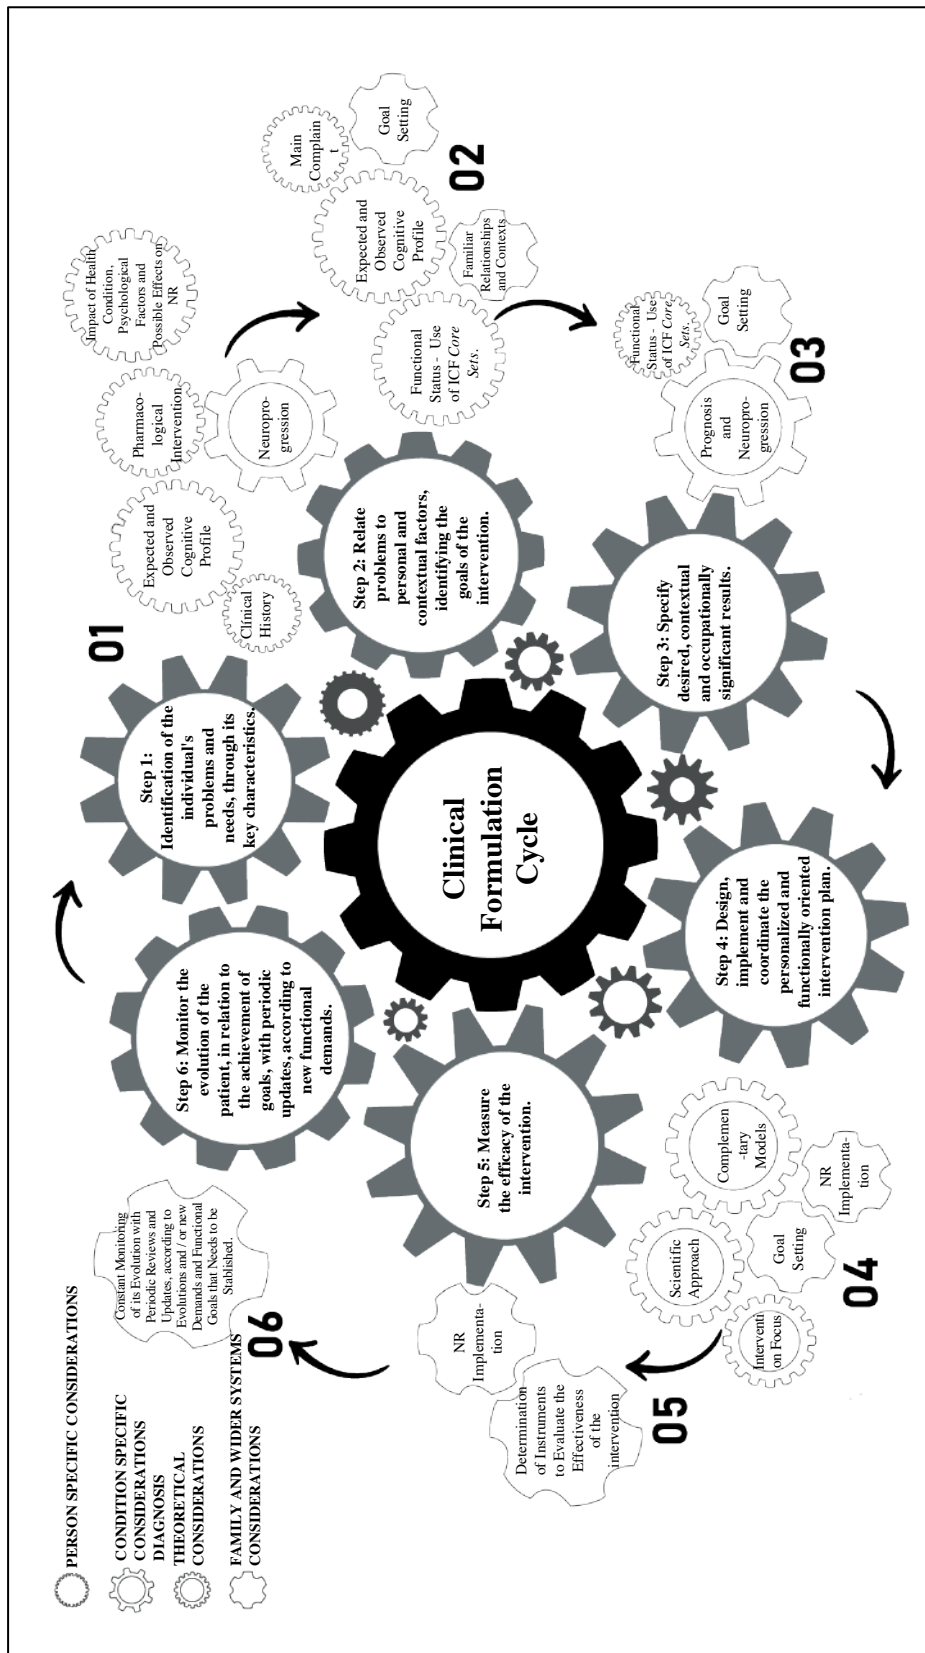 PERSON SPECIFIC CONSIDERATIONS
CONDITION SPECIFIC
CONSIDERATIONS
DIAGNOSIS
THEORETICAL
CONSIDERATIONS
FAMILY AND WIDER SYSTEMS
CONSIDERATIONS
Clinical
Formulation
Cycle
01
Step 1:
Identification of the
individual's
problems and
needs, through its
key characteristics.
Clínical
History
Expected and
Observed
Cognitive
Profile
Pharmaco-
logical
Intervention
Impact of Health
Condition,
Psychological
Factors and
Possible Effects on
NR
Neuropro-
gression
02
Step 2: Relate
problems to
personal and
contextual factors,
identifying the
goals of the
intervention.
Main
Complain
t
Goal
Setting
Expected and
Observed
Cognitive
Profile
Familiar
Relationships
and Contexts
Functional
Status - Use
of ICF Core
Sets.
03
Step 3: Specify
desired, contextual
and occupationally
significant results.
Functional
Status - Use
of ICF Core
Sets.
Goal
Setting
Prognosis
and
Neuropro-
gression
04
Step 4: Design,
implement and
coordinate the
personalized and
functionally oriented
intervention plan.
Complemen
-tary
Models
NR
Implementa-
tion
Scientific
Approach
Goal
Setting
Interventi
on Focus
05
Step 5: Measure
the efficacy of the
intervention.
NR
Implementa-
tion
Determination
of Instruments
to Evaluate the
Effectiveness
of the
intervention
06
Step 6: Monitor the
evolution of the
patient, in relation to
the achievement of
goals, with periodic
updates, according to
new functional
demands.
Constant Monitoring
of its Evolution with
Periodic Reviews and
Updates, according to
Evolutions and / or new
Demands and Functional
Goals that Needs to be
Stablished.